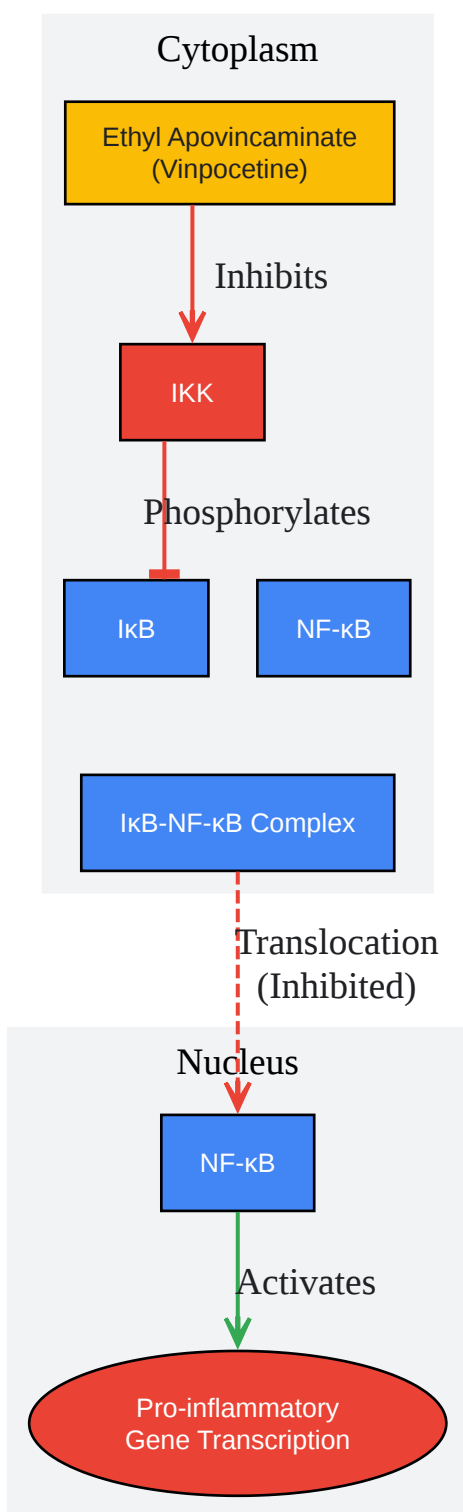 Cytoplasm
Ethyl Apovincaminate
(Vinpocetine)
Inhibits
IKK
Phosphorylates
IκB
NF-κB
IκB-NF-κB Complex
Translocation
(Inhibited)
Nucleus
NF-κB
Activates
Pro-inflammatory
Gene Transcription